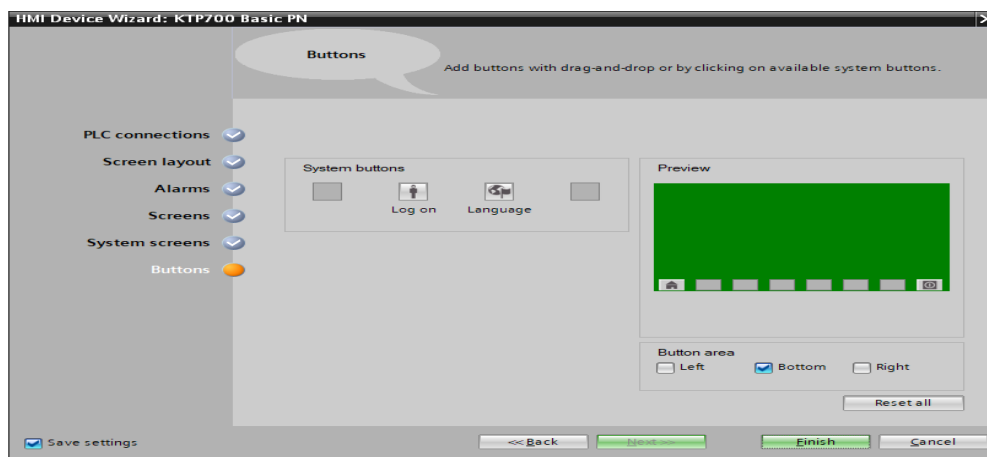 HMI Device Wizard: KTP700 Basic PN
Buttons
Add buttons with drag-and-drop or by clicking on available system buttons.
PLC connections
Screen layout
Alarms
Screens
System screens
Buttons
System buttons
Log on
Language
Preview
Button area
Left
Bottom
Right
Reset all
Save settings
<< Back
Next >>
Finish
Cancel